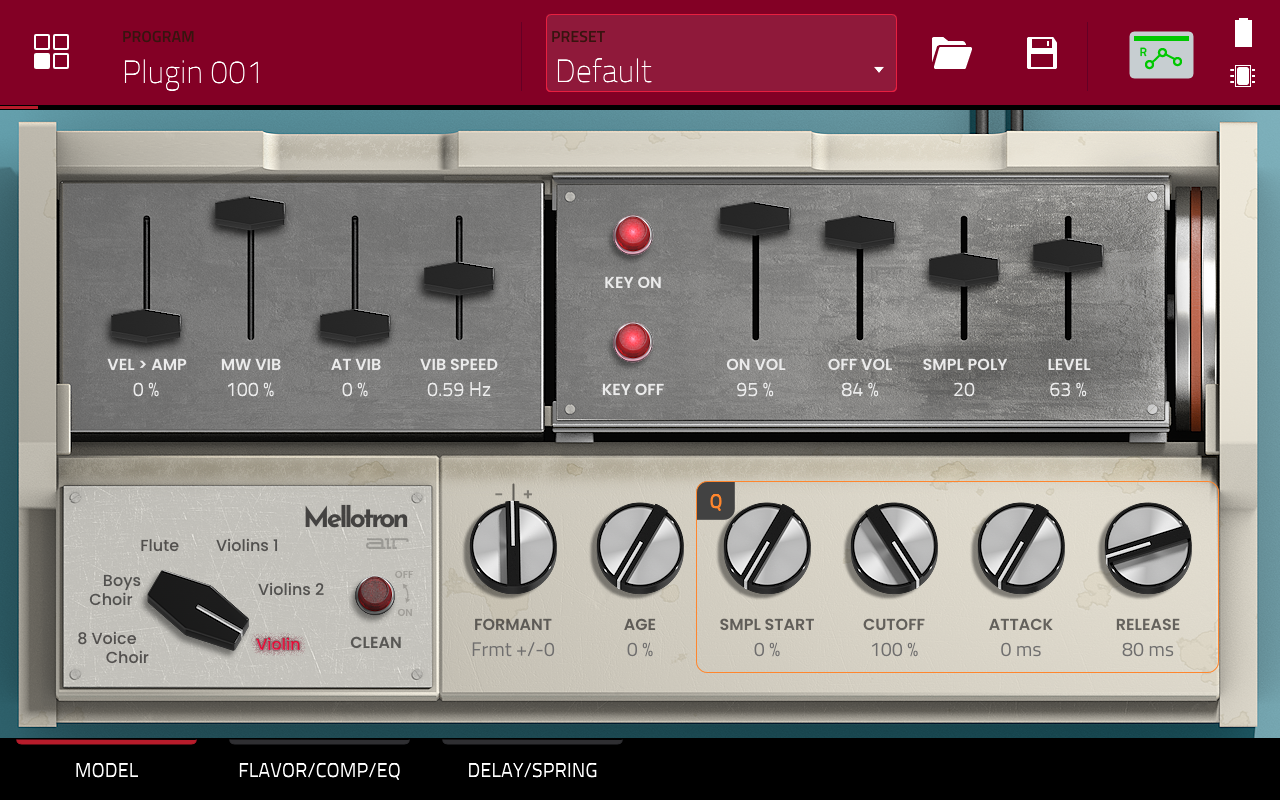 PROGRAM
Plugin 001
PRESET
Default
R
KEY ON
KEY OFF
VEL > AMP
MW VIB
AT VIB
VIB SPEED
0 %
100 %
0 %
0.59 Hz
ON VOL
OFF VOL
SMPL POLY
LEVEL
95 %
84 %
20
63 %
Mellotron
air
Flute
Violins 1
Boys
Choir
Violins 2
8 Voice
Choir
Violin
OFF
ON
CLEAN
- +
Q
FORMANT
AGE
SMPL START
CUTOFF
ATTACK
RELEASE
Frmt +/-0
0 %
0 %
100 %
0 ms
80 ms
MODEL
FLAVOR/COMP/EQ
DELAY/SPRING